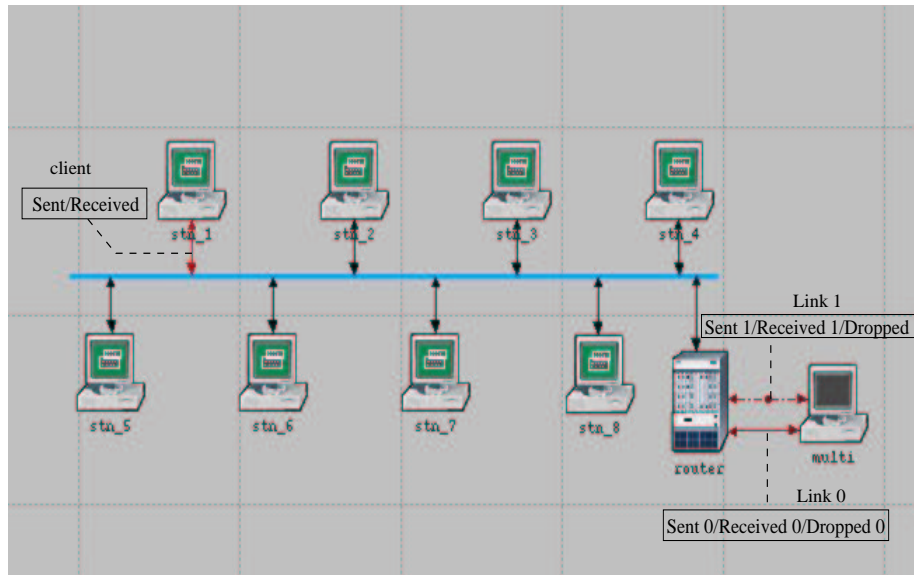 stn_1
stn_2
stn_3
stn_4
client
Sent/Received
Link 1
Sent 1/Received 1/Dropped
stn_5
stn_6
stn_7
stn_8
router
multi
Link 0
Sent 0/Received 0/Dropped 0